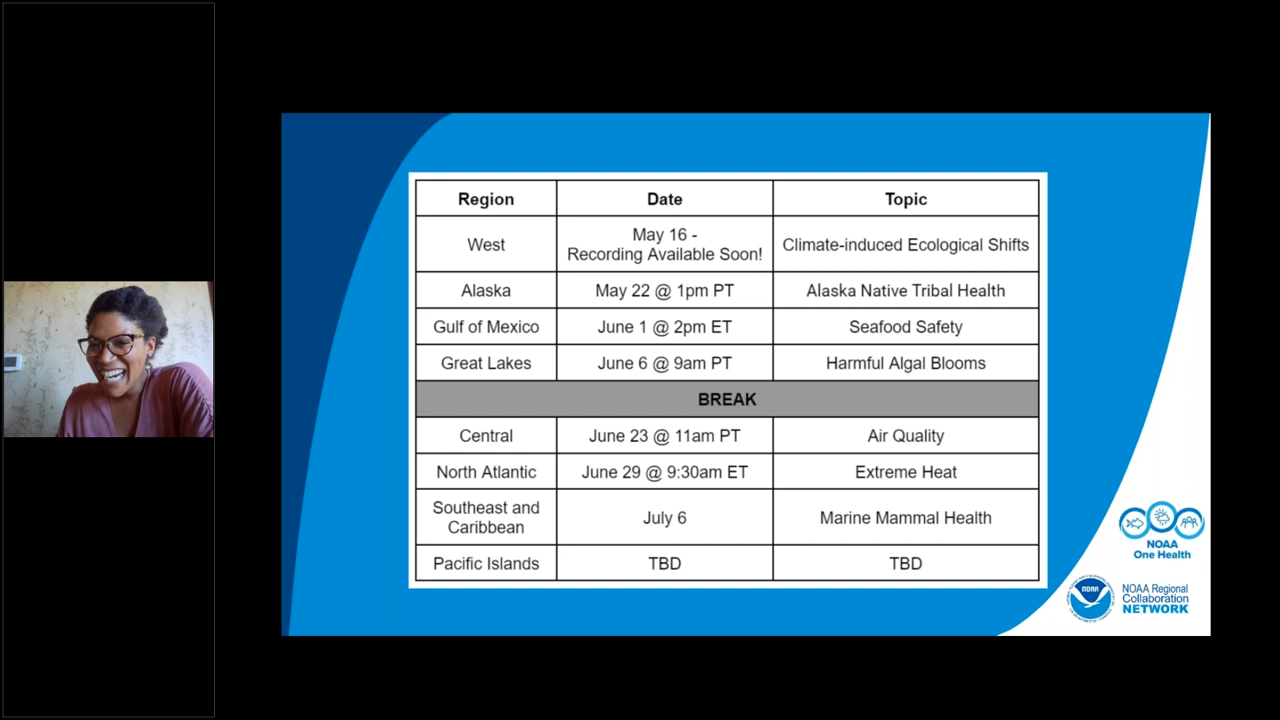 Region Date Topic
West May 16 - Climate-induced Ecological Shifts
Recording Available Soon!
Alaska May 22 @ 1pm PT Alaska Native Tribal Health
Gulf of Mexico June 1 @ 2pm ET Seafood Safety
Great Lakes June 6 @ 9am PT Harmful Algal Blooms
BREAK
Central June 23 @ 11am PT Air Quality
North Atlantic June 29 @ 9:30am ET Extreme Heat
Southeast and
Caribbean July 6 Marine Mammal Health
Pacific Islands TBD TBD
NOAA
One Health
NOAA
NOAA Regional
Collaboration
NETWORK